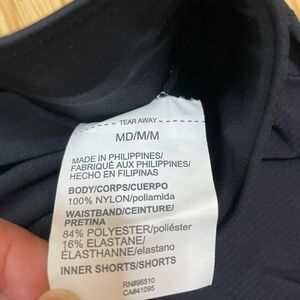 TEAR AWAY
MD/M/M
MADE IN PHILIPPINES/
FABRIQUÉ AUX PHILIPPINES/
HECHO EN FILIPINAS
BODY/CORPS/CUERPO
100% NYLON/poliamida
WAISTBAND/CEINTURE/
PRETINA
84% POLYESTER/poliéster
16% ELASTANE/
ÉLASTHANNE/elastano
INNER SHORTS/SHORTS
RN#96510
CA#41095